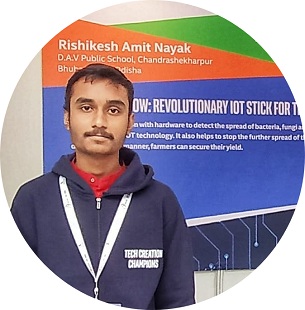 Rishikesh Amit Nayak
D.A.V Public School, Chandrashekharpur
OW: REVOLUTIONARY IOT STICK FOR T
n with hardware to detect the spread of bacteria, fungi a
OT technology. It also helps to stop the further spread of t
manner, farmers can secure their yield.
TECH CREATION
CHAMPIONS